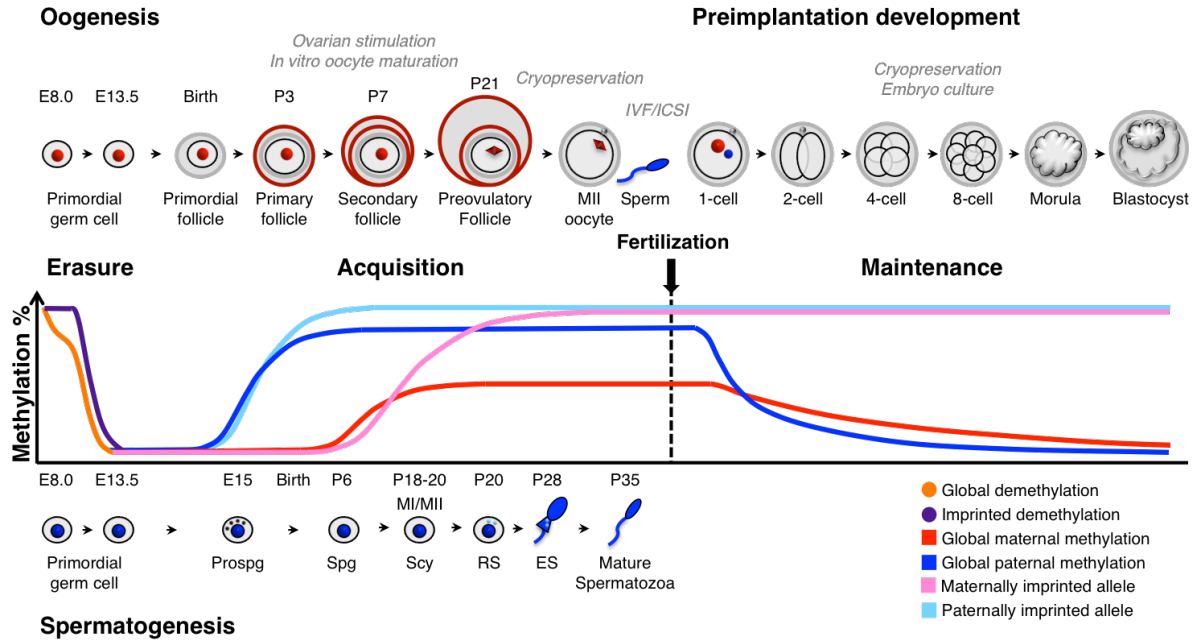 Oogenesis
Preimplantation development
Ovarian stimulation
In vitro oocyte maturation
Cryopreservation
IVF/ICSI
Cryopreservation
Embryo culture
E8.0
E13.5
Birth
P3
P7
P21
Primordial
germ cell
Primordial
follicle
Primary
follicle
Secondary
follicle
Preovulatory
Follicle
MII
oocyte
Sperm
1-cell
2-cell
4-cell
8-cell
Morula
Blastocyst
Fertilization
Erasure
Acquisition
Maintenance
Methylation %
E8.0
E13.5
E15
Birth
P6
P18-20
MI/MII
P20
P28
P35
Primordial
germ cell
Prospg
Spg
Scy
RS
ES
Mature
Spermatozoa
Global demethylation
Imprinted demethylation
Global maternal methylation
Global paternal methylation
Maternally imprinted allele
Paternally imprinted allele
Spermatogenesis